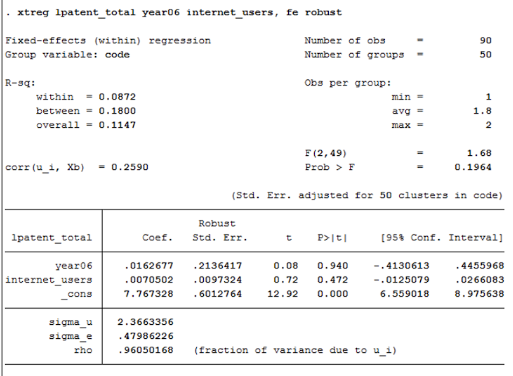 . xtreg lpatent_total year06 internet_users, fe robust
Fixed-effects (within) regression Number of obs = 90
Group variable: code Number of groups = 50
R-sq: Obs per group:
within = 0.0872 min = 1
between = 0.1800 avg = 1.8
overall = 0.1147 max = 2
F(2,49) = 1.68
corr(u_i, Xb) = 0.2590 Prob > F = 0.1964
(Std. Err. adjusted for 50 clusters in code)
Robust
lpatent_total Coef. Std. Err. t P>|t| [95% Conf. Interval]
year06 .0162677 .2136417 0.08 0.940 -.4130613 .4455968
internet_users .0070502 .0097324 0.72 0.472 -.0125079 .0266083
_cons 7.767328 .6012764 12.92 0.000 6.559018 8.975638
sigma_u 2.3663356
sigma_e .47986226
rho .96050168 (fraction of variance due to u_i)